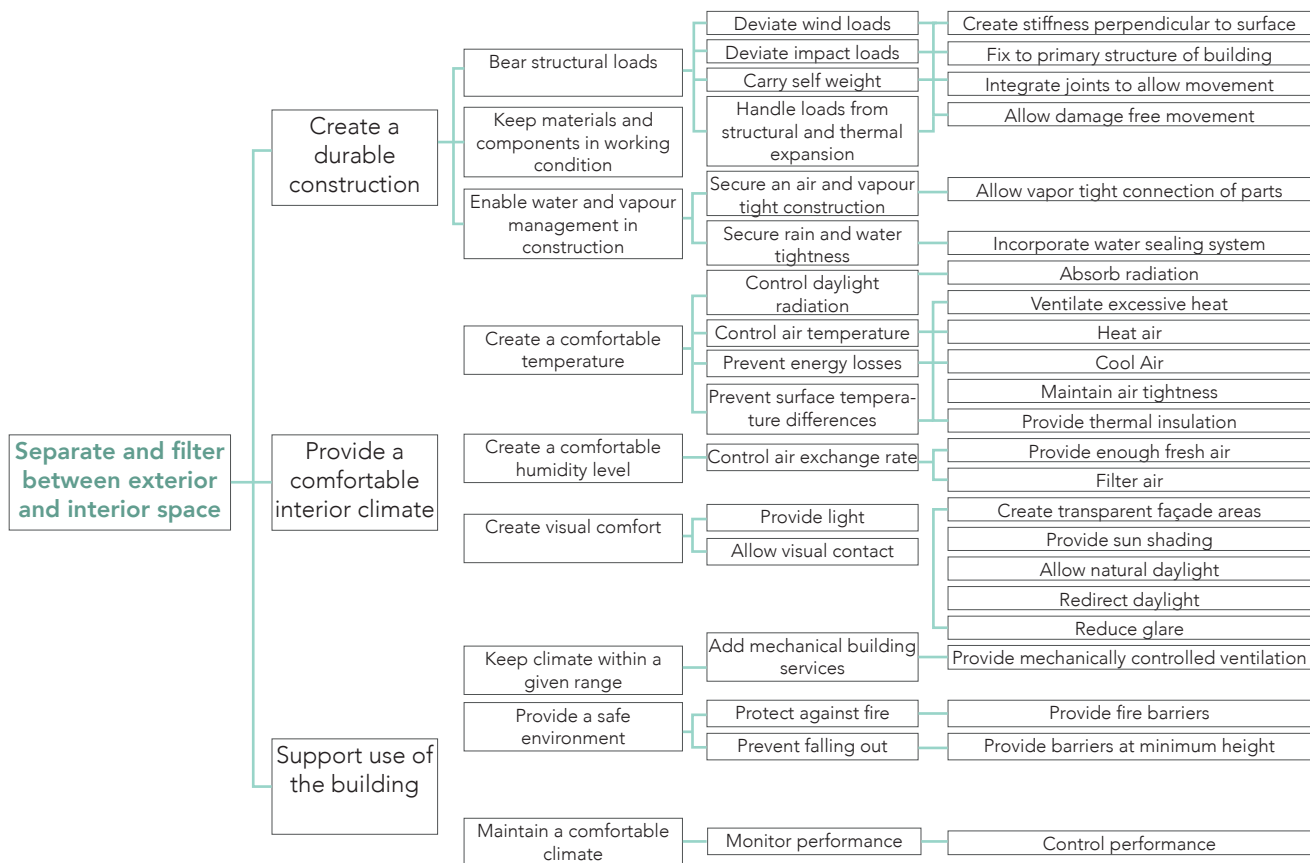 Separate and filter
between exterior
and interior space
Create a
durable
construction
Provide a
comfortable
interior climate
Support use of
the building
Bear structural loads
Keep materials and
components in working
condition
Enable water and vapour
management in
construction
Create a comfortable
temperature
Create a comfortable
humidity level
Create visual comfort
Keep climate within a
given range
Provide a safe
environment
Maintain a comfortable
climate
Deviate wind loads
Deviate impact loads
Carry self weight
Handle loads from
structural and thermal
expansion
Secure an air and vapour
tight construction
Secure rain and water
tightness
Control daylight
radiation
Control air temperature
Prevent energy losses
Prevent surface tempera-
ture differences
Control air exchange rate
Provide light
Allow visual contact
Add mechanical building
services
Protect against fire
Prevent falling out
Monitor performance
Create stiffness perpendicular to surface
Fix to primary structure of building
Integrate joints to allow movement
Allow damage free movement
Allow vapor tight connection of parts
Incorporate water sealing system
Absorb radiation
Ventilate excessive heat
Heat air
Cool Air
Maintain air tightness
Provide thermal insulation
Provide enough fresh air
Filter air
Create transparent façade areas
Provide sun shading
Allow natural daylight
Redirect daylight
Reduce glare
Provide mechanically controlled ventilation
Provide fire barriers
Provide barriers at minimum height
Control performance